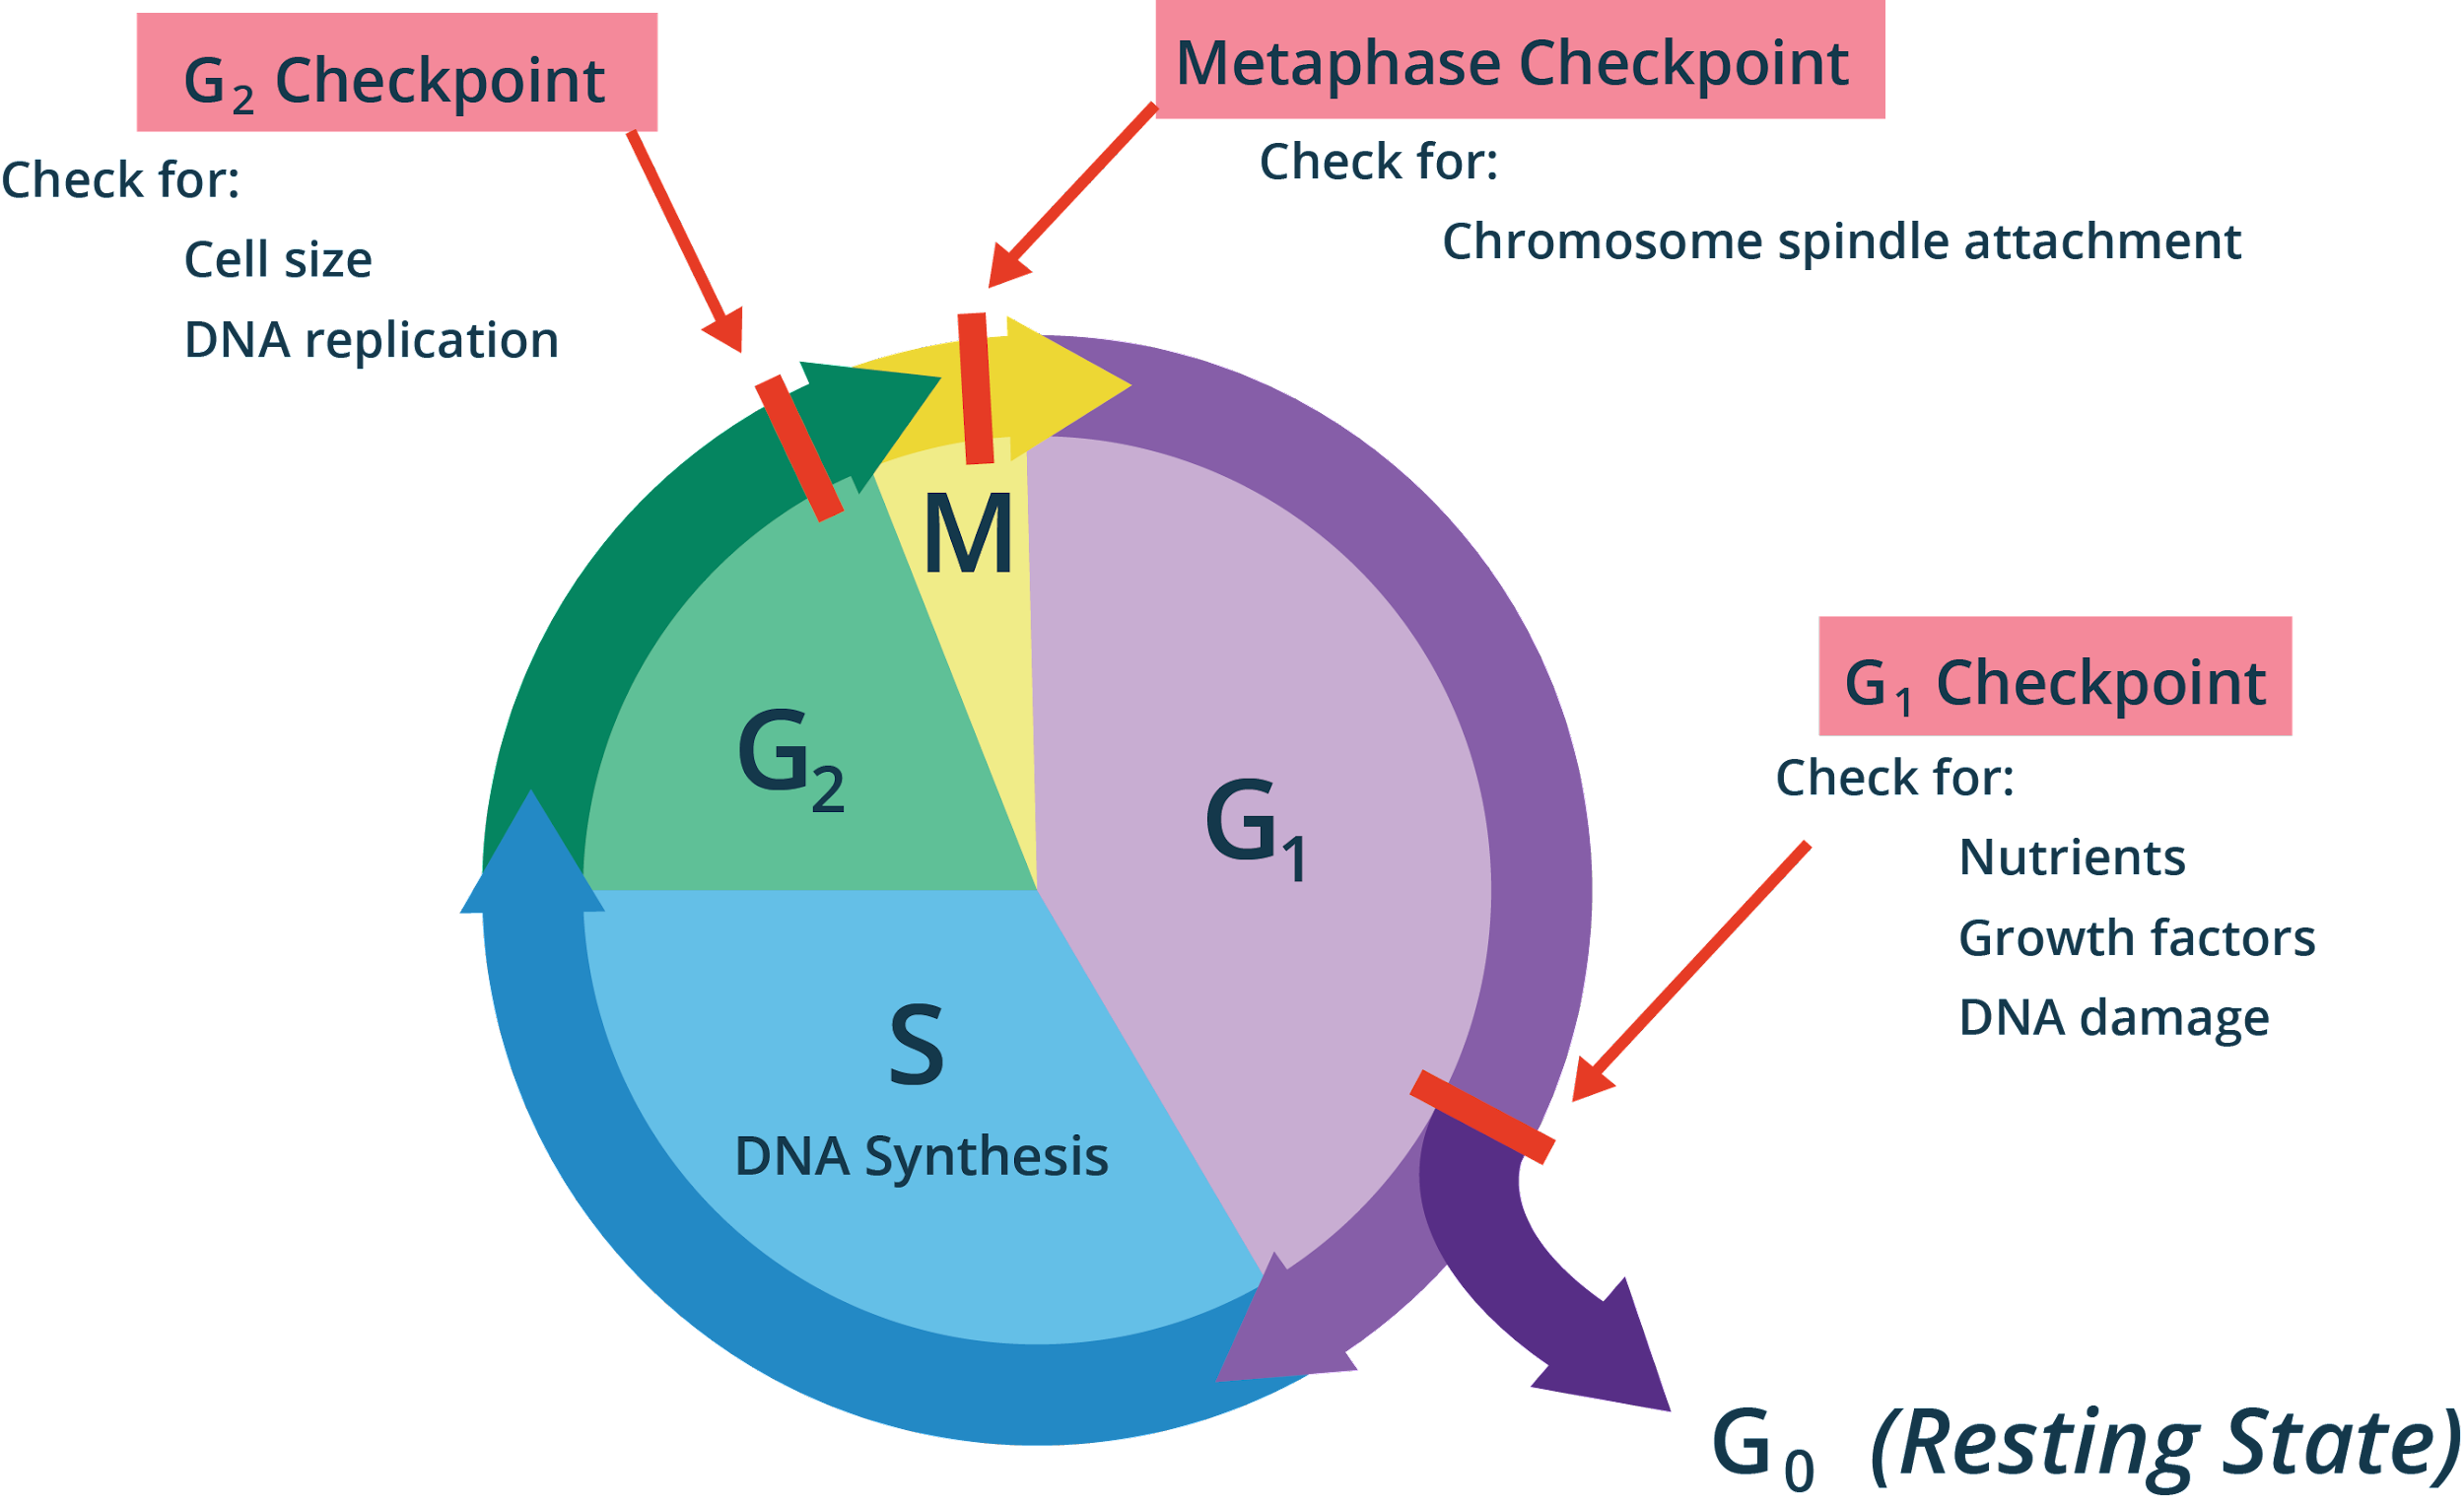 G2 Checkpoint
Check for:
Cell size
DNA replication
Metaphase Checkpoint
Check for:
Chromosome spindle attachment
M
G2
G1
S
DNA Synthesis
G1 Checkpoint
Check for:
Nutrients
Growth factors
DNA damage
G0 (Resting State)